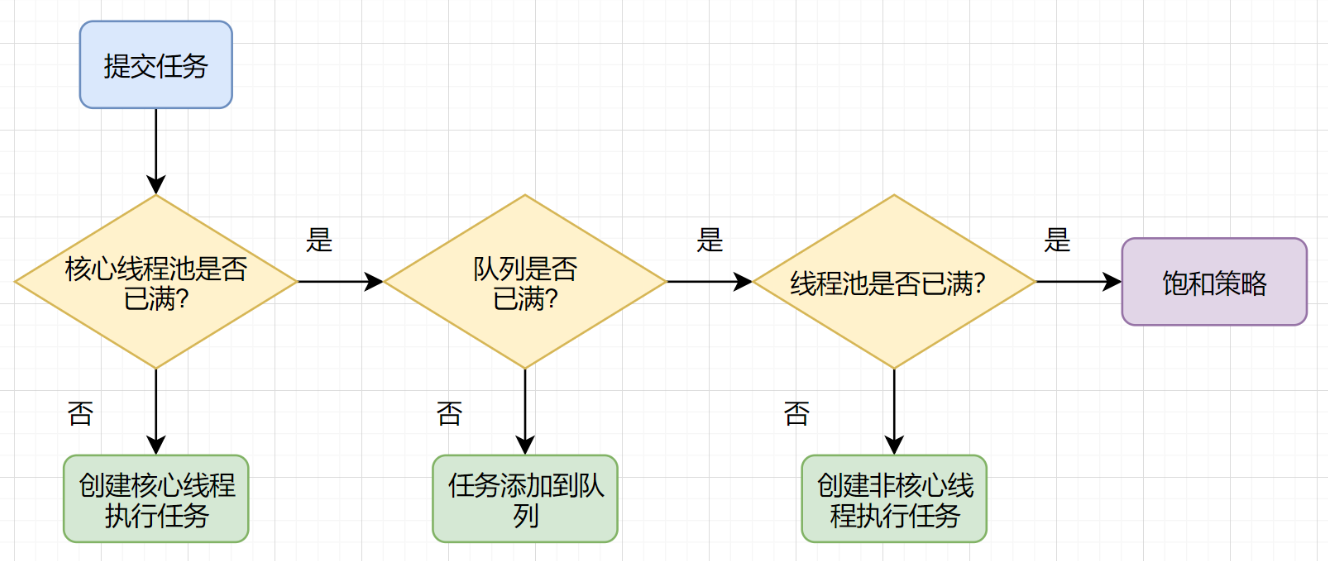 提交任务
核心线程池是否
已满?
是
队列是否
已满?
是
线程池是否已满?
是
饱和策略
否
创建核心线程
执行任务
否
任务添加到队
列
否
创建非核心线
程执行任务